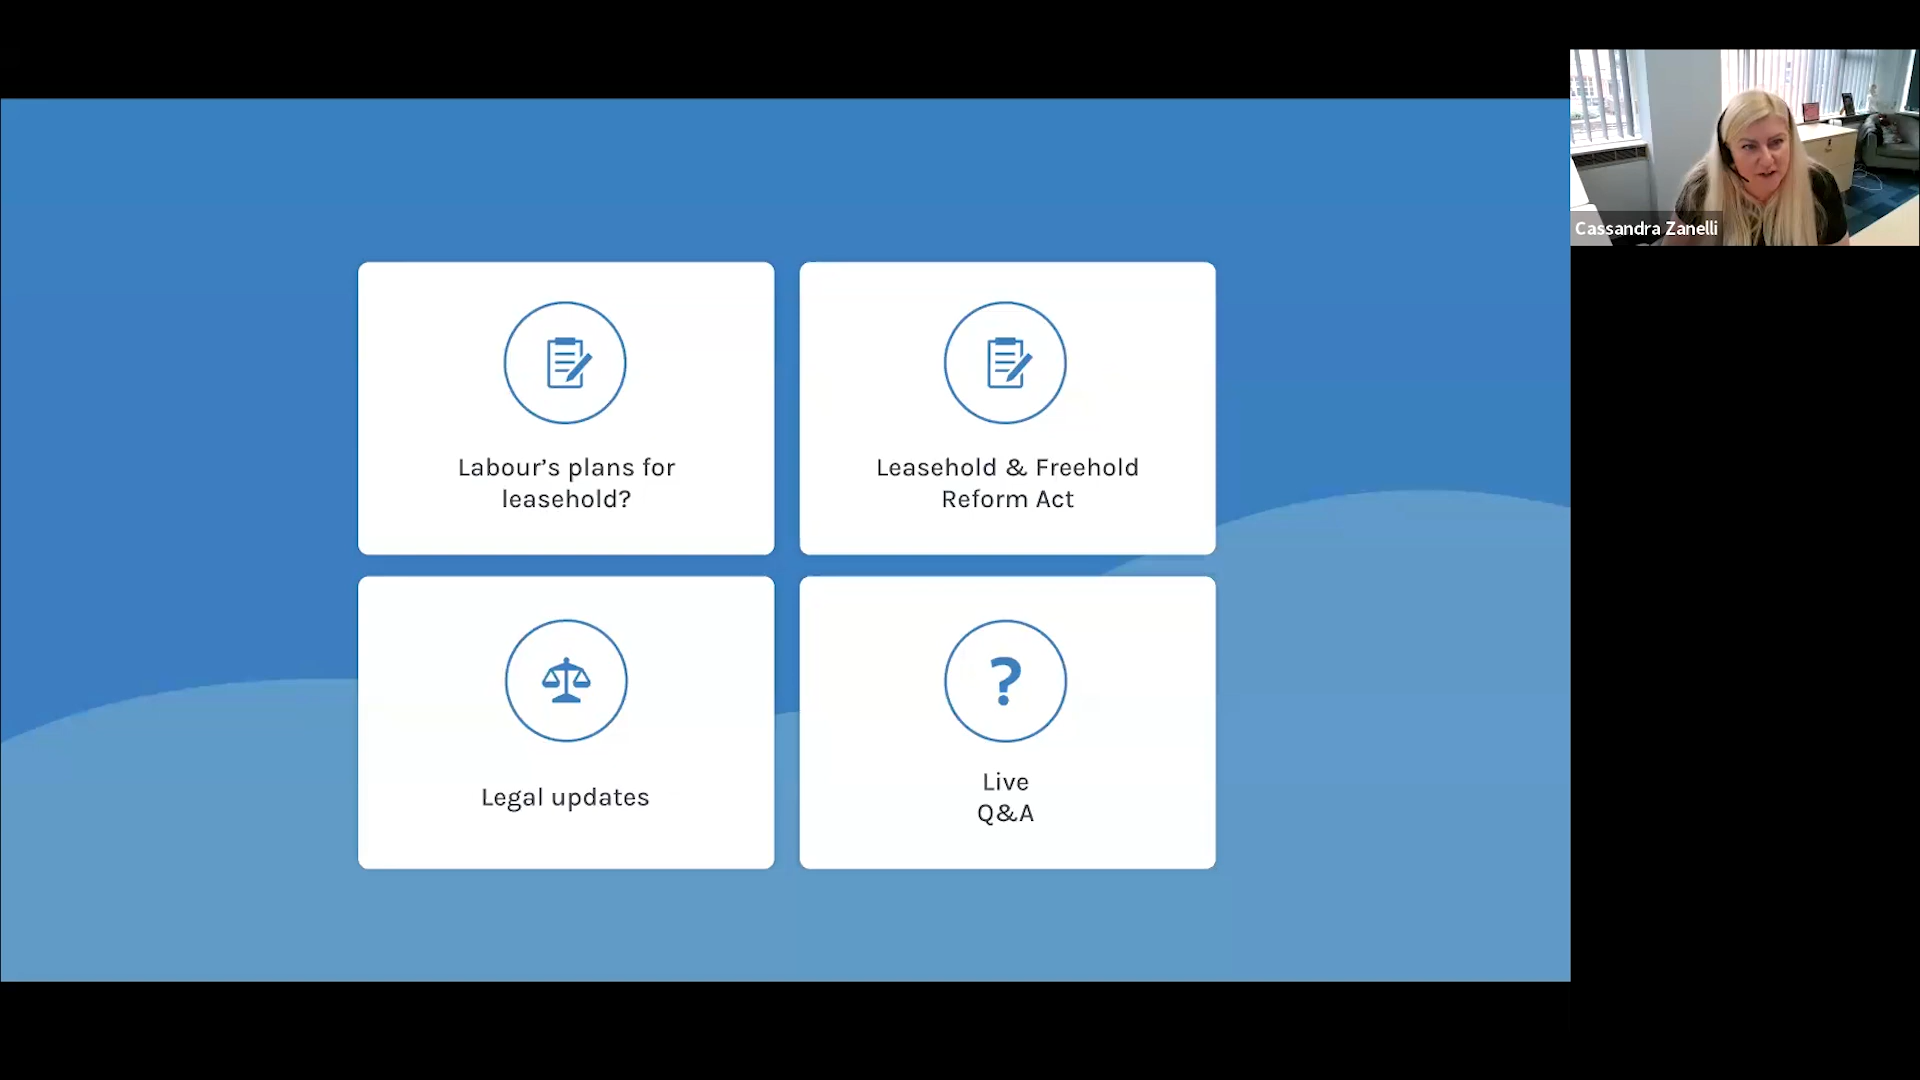 Labour’s plans for
leasehold?
Leasehold & Freehold
Reform Act
Legal updates
?
Live
Q&A
Cassandra Zanelli